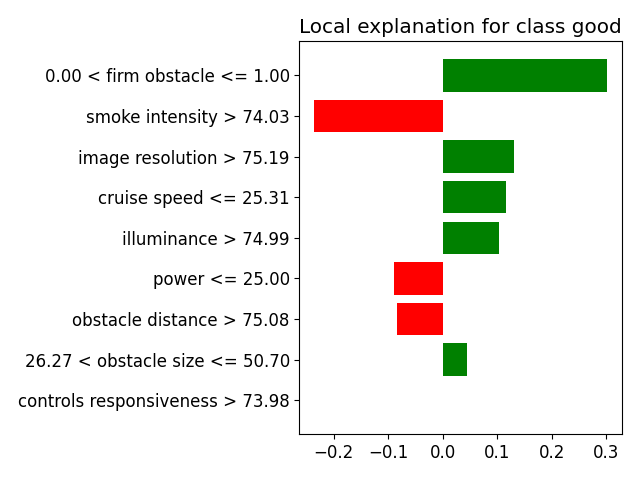 Local explanation for class good
0.00 < firm obstacle <= 1.00
smoke intensity > 74.03
image resolution > 75.19
cruise speed <= 25.31
illuminance > 74.99
power <= 25.00
obstacle distance > 75.08
26.27 < obstacle size <= 50.70
controls responsiveness > 73.98
−0.2 −0.1 0.0 0.1 0.2 0.3